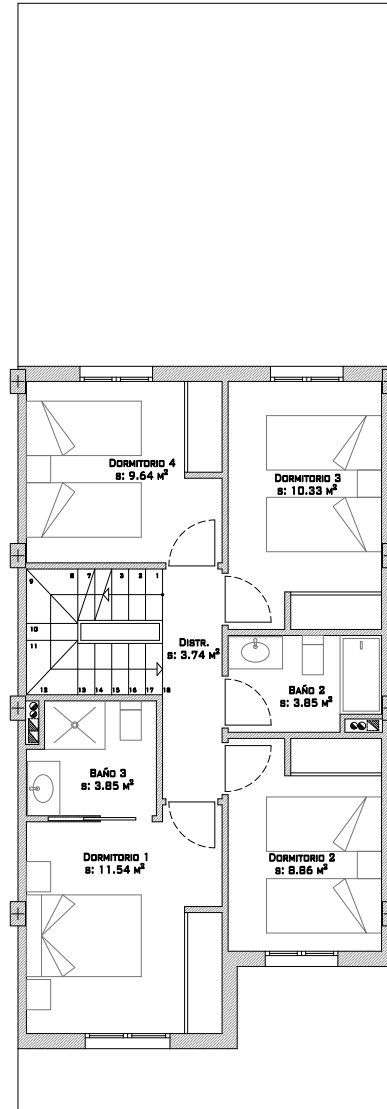 DORMITORIO 4
S: 9.64 M²
DORMITORIO 3
S: 10.33 M²
9
8
7
3
2
1
10
11
12
13
14
15
16
17
18
DISTR.
S: 3.74 M²
BAÑO 2
S: 3.85 M²
BAÑO 3
S: 3.85 M²
DORMITORIO 1
S: 11.54 M²
DORMITORIO 2
S: 8.86 M²